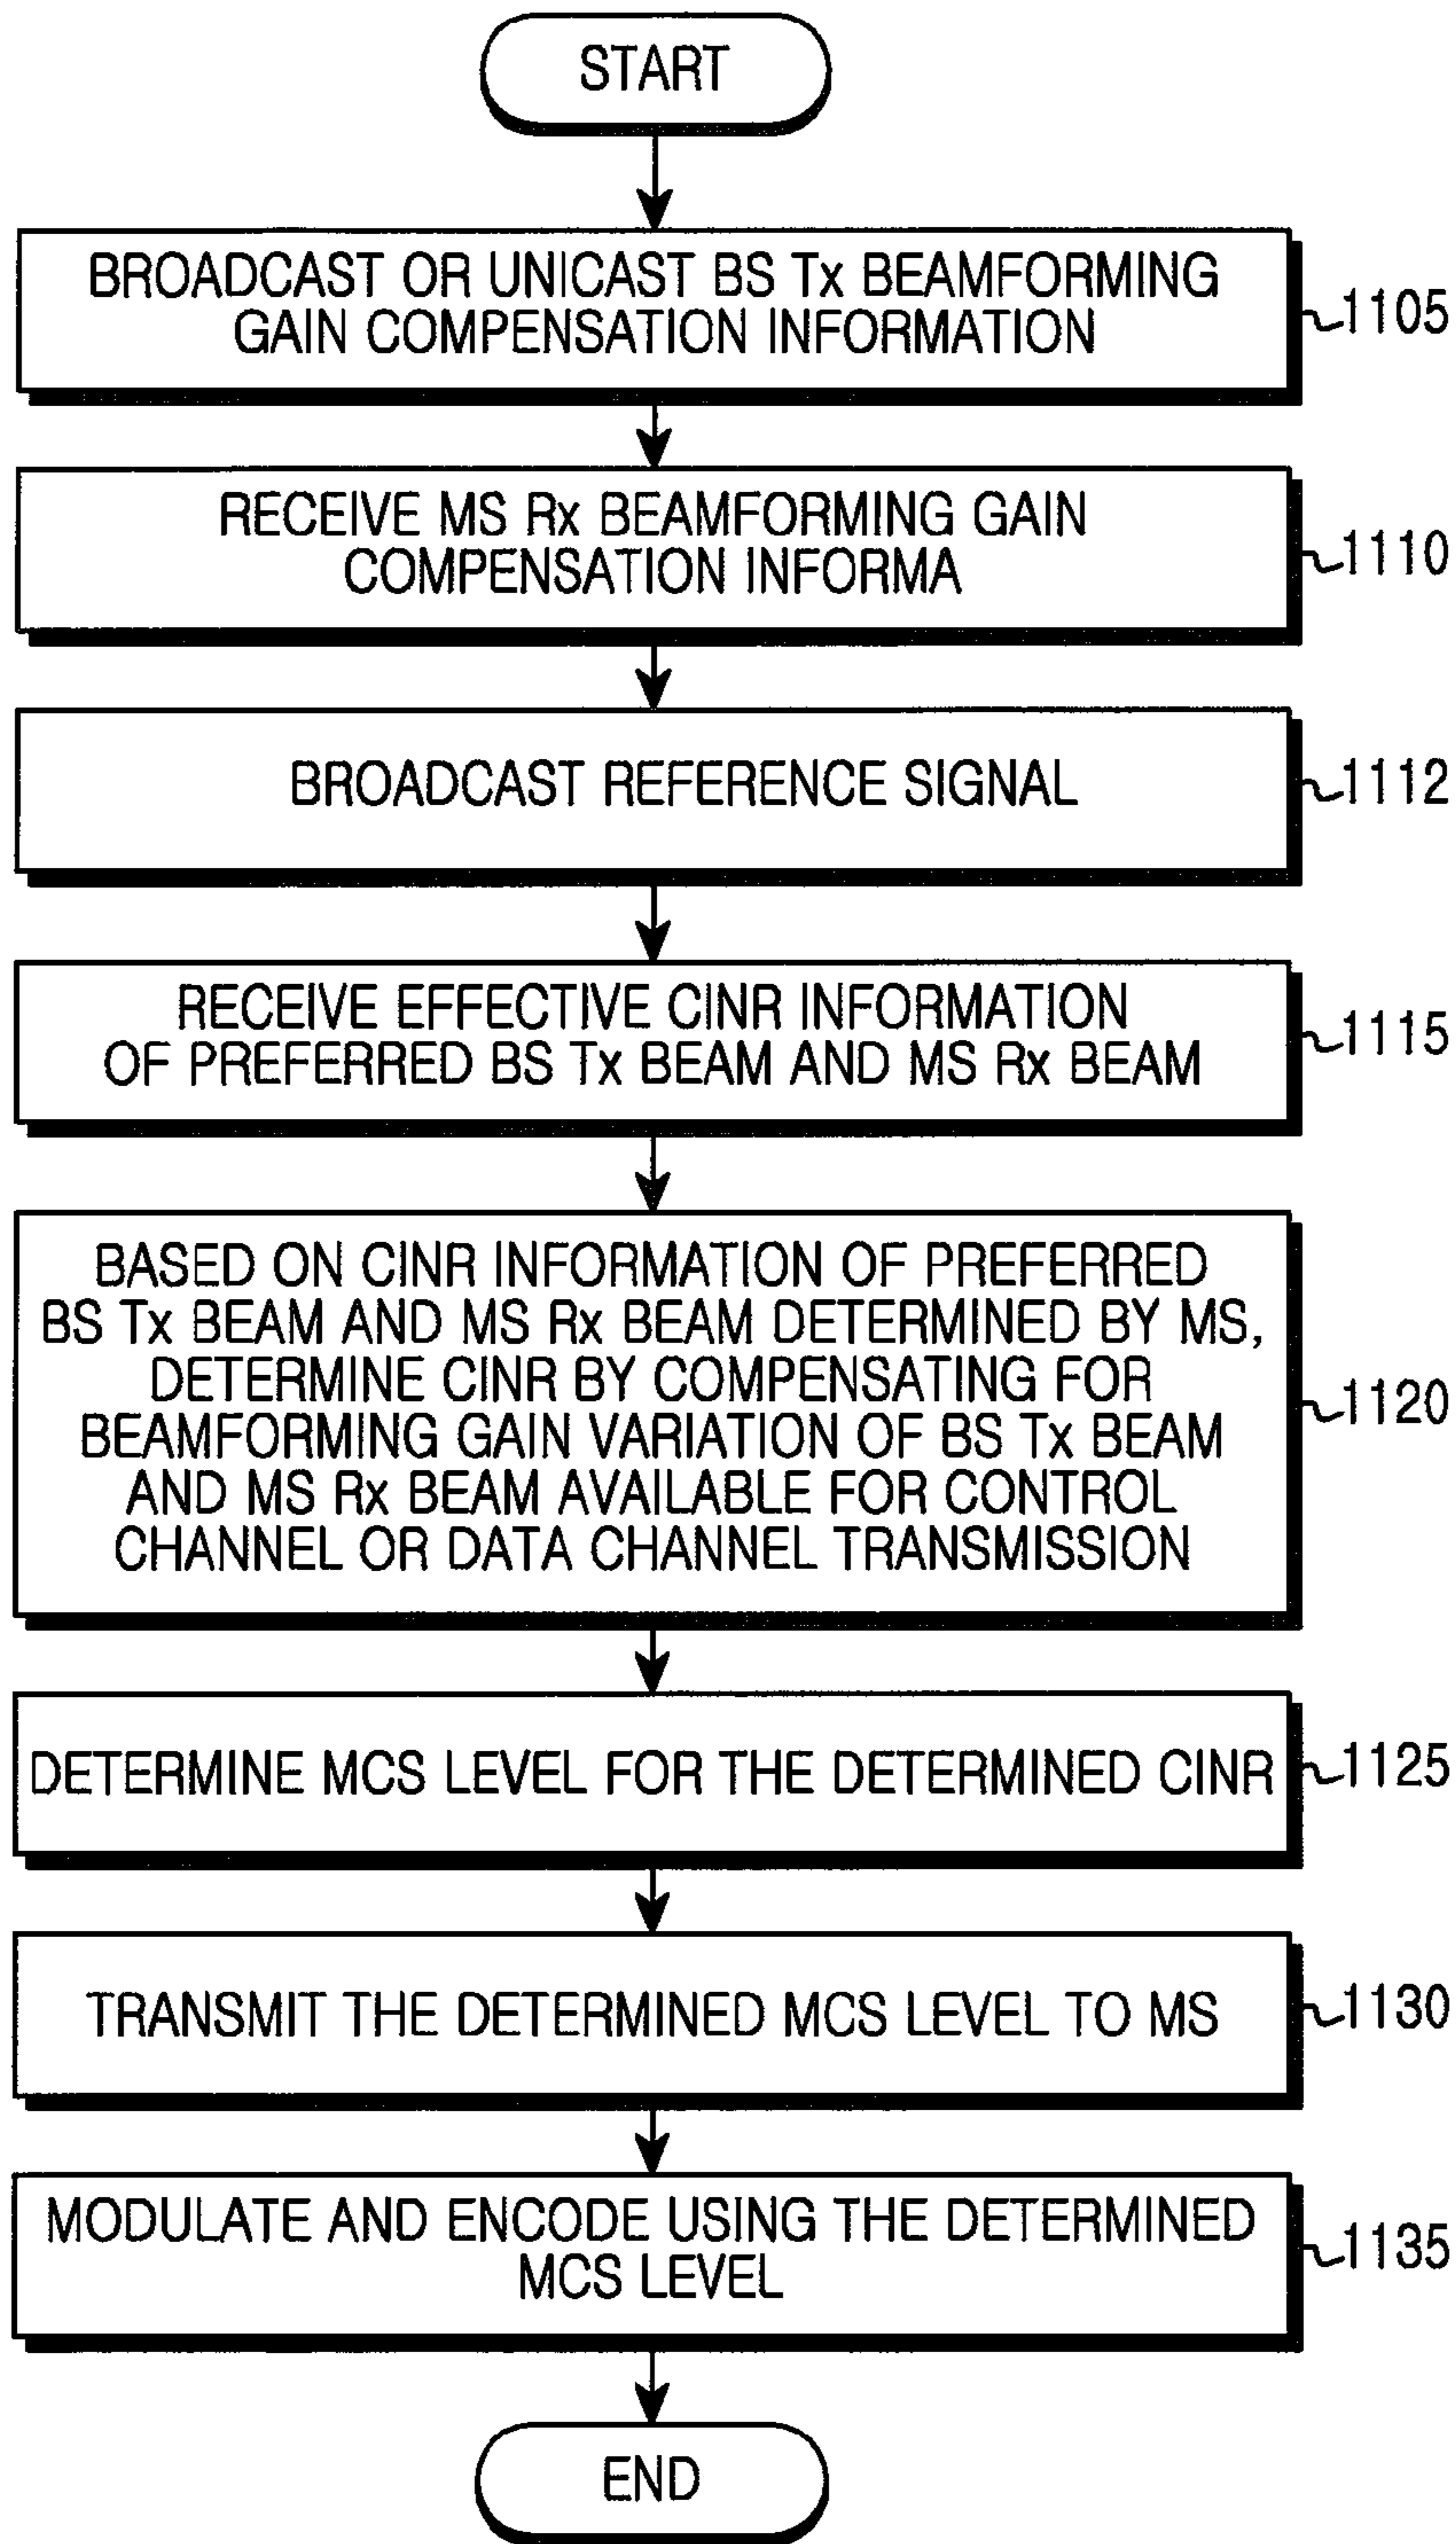 START
BROADCAST OR UNICAST BS Tx BEAMFORMING
GAIN COMPENSATION INFORMATION
1105
RECEIVE MS Rx BEAMFORMING GAIN
COMPENSATION INFORMA
1110
BROADCAST REFERENCE SIGNAL
1112
RECEIVE EFFECTIVE CINR INFORMATION
OF PREFERRED BS Tx BEAM AND MS Rx BEAM
1115
BASED ON CINR INFORMATION OF PREFERRED
BS Tx BEAM AND MS Rx BEAM DETERMINED BY MS,
DETERMINE CINR BY COMPENSATING FOR
BEAMFORMING GAIN VARIATION OF BS Tx BEAM
AND MS Rx BEAM AVAILABLE FOR CONTROL
CHANNEL OR DATA CHANNEL TRANSMISSION
1120
DETERMINE MCS LEVEL FOR THE DETERMINED CINR
1125
TRANSMIT THE DETERMINED MCS LEVEL TO MS
1130
MODULATE AND ENCODE USING THE DETERMINED
MCS LEVEL
1135
END